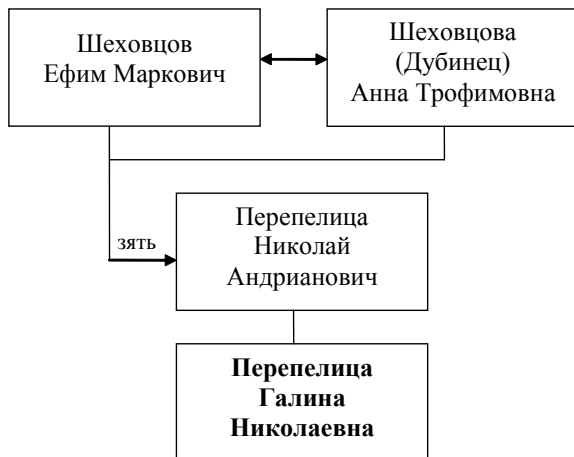 Шеховцов
Ефим Маркович
Шеховцова
(Дубинец)
Анна Трофимовна
зять
Перепелица
Николай
Андрианович
Перепелица
Галина
Николаевна